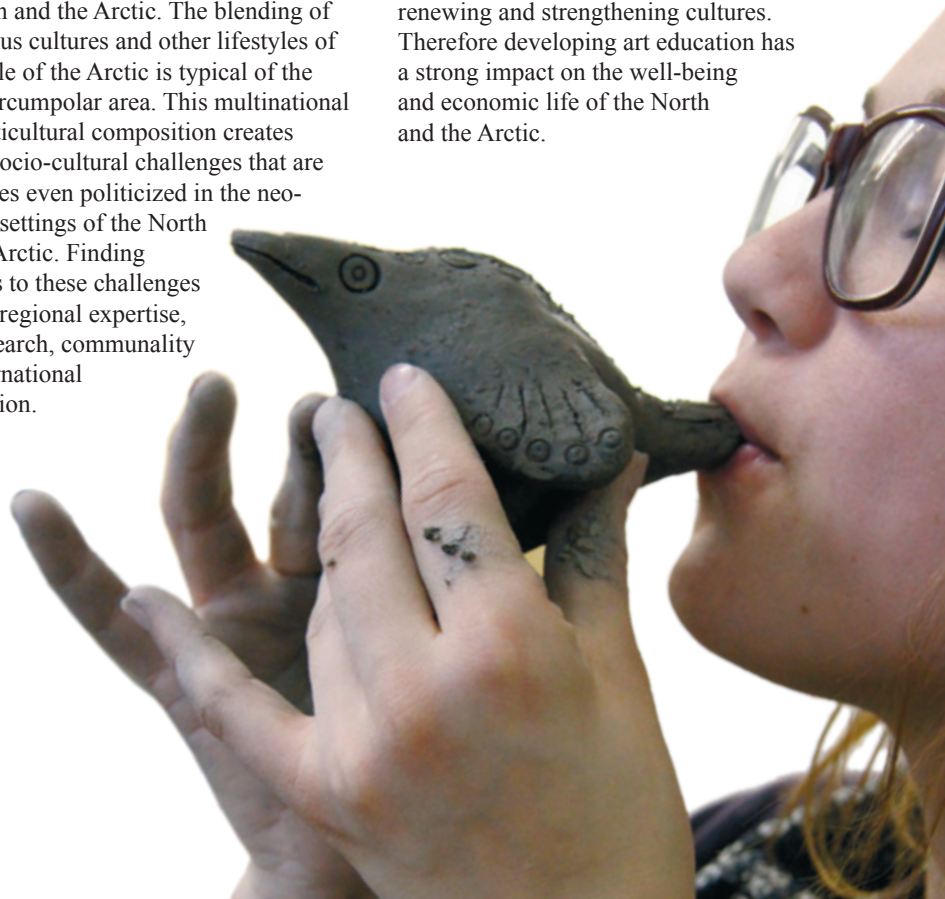 n and the Arctic. The blending of
us cultures and other lifestyles of
le of the Arctic is typical of the
rcumpolar area. This multinational
ticultural composition creates
ocio-cultural challenges that are
es even politicized in the neo-
settings of the North
Arctic. Finding
s to these challenges
regional expertise,
earch, communality
rnational
ion.
renewing and strengthening cultures.
Therefore developing art education has
a strong impact on the well-being
and economic life of the North
and the Arctic.